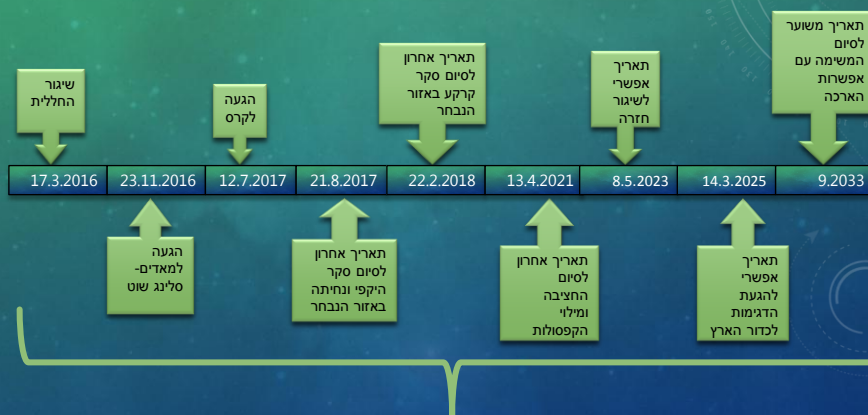 שיגור
החללית
הגעה
לקרס
תאריך אחרון
לסיום סקר
קרקע באזור
הנבחר
תאריך
אפשרי
לשיגור
חזרה
תאריך משוער
לסיום
המשימה עם
אפשרות
הארכה
17.3.2016 23.11.2016 12.7.2017 21.8.2017 22.2.2018 13.4.2021 8.5.2023 14.3.2025 9.2033
הגעה
למאדים-
סלינג שוט
תאריך אחרון
לסיום סקר
היקפי ונחיתה
באזור הנבחר
תאריך אחרון
לסיום
החציבה
ומילוי
הקפסולות
תאריך
אפשרי
להגעת
הדגימות
לכדור הארץ